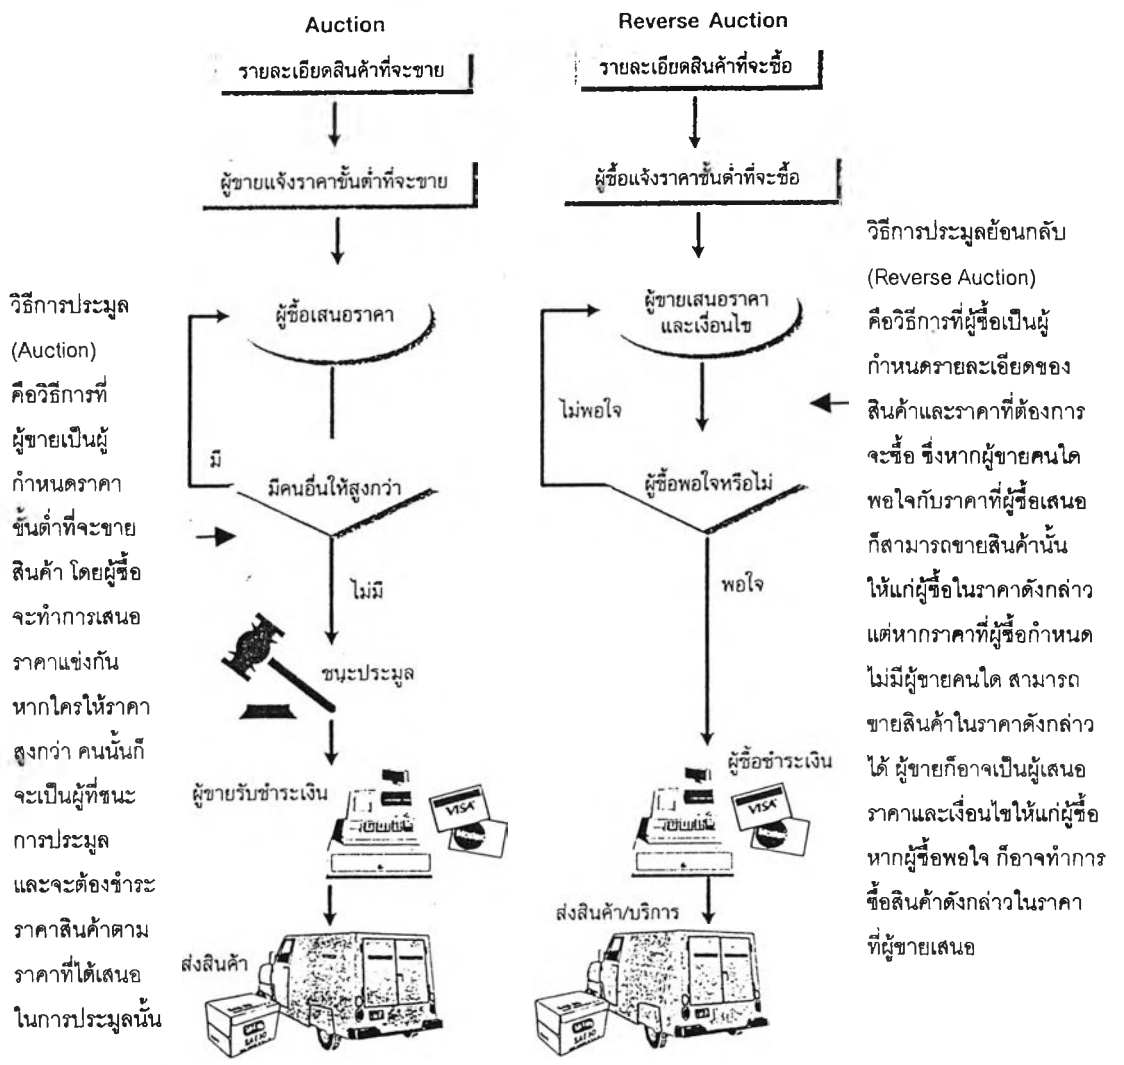 Auction
รายละเอียดสินค้าที่จะขาย
ผู้ขายแจ้งราคาขั้นต่ำที่จะขาย
ผู้ซื้อเสนอราคา
มี
มีคนอื่นให้สูงกว่า
ไม่มี
ชนะประมูล
ผู้ขายรับชำระเงิน
VISA
ส่งสินค้า
วิธีการประมูล
(Auction)
คือวิธีการที่
ผู้ขายเป็นผู้
กำหนดราคา
ขั้นต่ำที่จะขาย
สินค้า โดยผู้ซื้อ
จะทำการเสนอ
ราคาแข่งกัน
หากใครให้ราคา
สูงกว่า คนนั้นก็
จะเป็นผู้ที่ชนะ
การประมูล
และจะต้องชำระ
ราคาสินค้าตาม
ราคาที่ได้เสนอ
ในการประมูลนั้น
Reverse Auction
รายละเอียดสินค้าที่จะซื้อ
ผู้ซื้อแจ้งราคาขั้นต่ำที่จะซื้อ
ผู้ขายเสนอราคา
และเงื่อนไข
ไม่พอใจ
ผู้ซื้อพอใจหรือไม่
พอใจ
ผู้ซื้อชำระเงิน
VISA
ส่งสินค้า/บริการ
วิธีการประมูลย้อนกลับ
(Reverse Auction)
คือวิธีการที่ผู้ซื้อเป็นผู้
กำหนดรายละเอียดของ
สินค้าและราคาที่ต้องการ
จะซื้อ ซึ่งหากผู้ขายคนใด
พอใจกับราคาที่ผู้ซื้อเสนอ
ก็สามารถขายสินค้านั้น
ให้แก่ผู้ซื้อในราคาดังกล่าว
แต่หากราคาที่ผู้ซื้อกำหนด
ไม่มีผู้ขายคนใด สามารถ
ขายสินค้าในราคาดังกล่าว
ได้ ผู้ขายก็อาจเป็นผู้เสนอ
ราคาและเงื่อนไขให้แก่ผู้ซื้อ
หากผู้ซื้อพอใจ ก็อาจทำการ
ซื้อสินค้าดังกล่าวในราคา
ที่ผู้ขายเสนอ